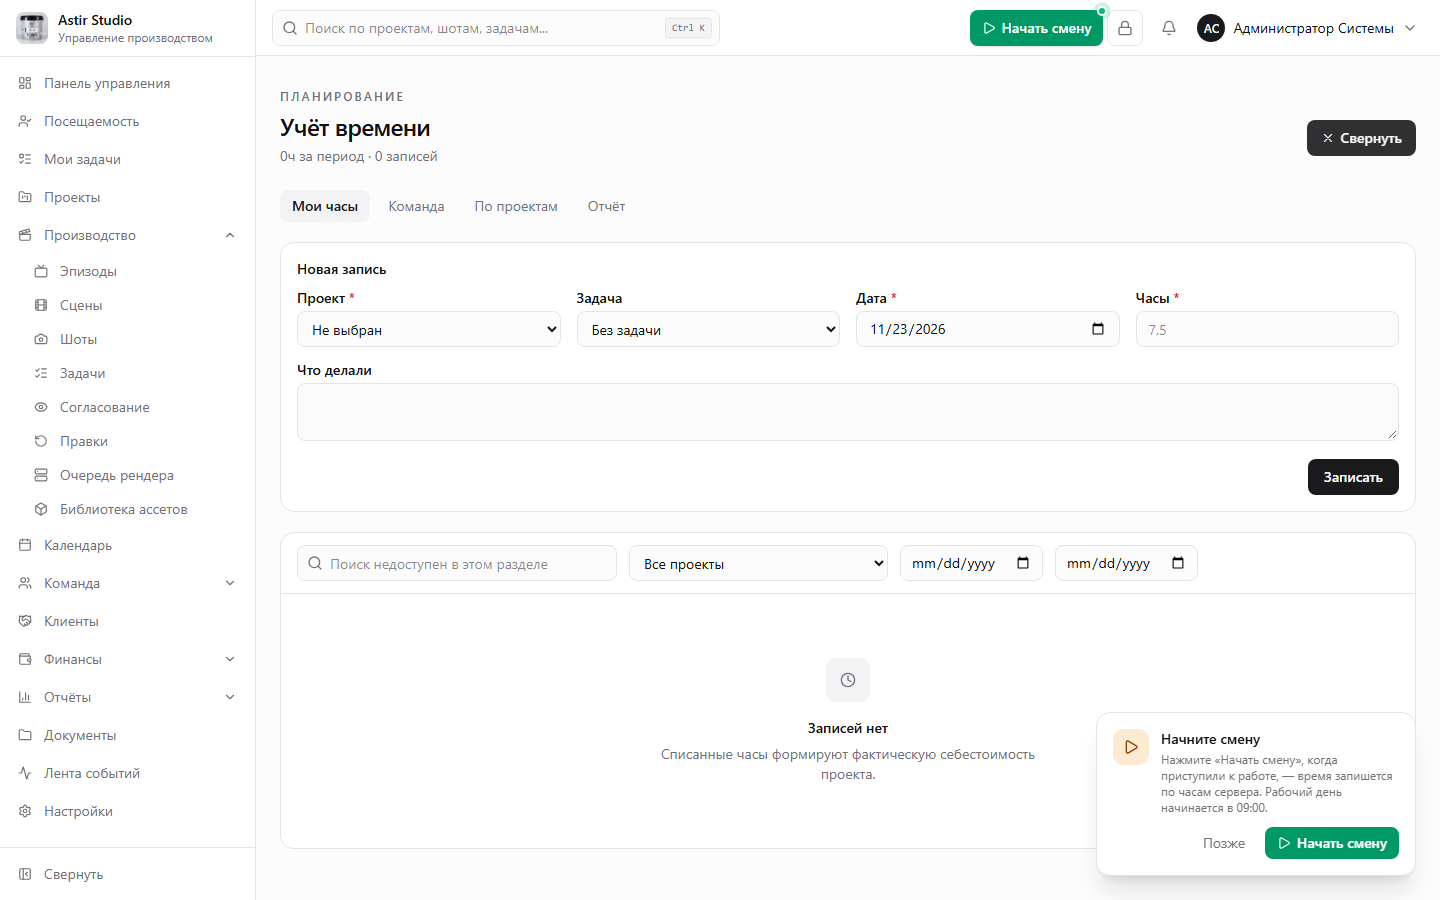 Astir Studio
Управление производством
Поиск по проектам, шотам, задачам...
Ctrl K
Начать смену
АС
Администратор Системы
Панель управления
Посещаемость
Мои задачи
Проекты
Производство
Эпизоды
Сцены
Шоты
Задачи
Согласование
Правки
Очередь рендера
Библиотека ассетов
Календарь
Команда
Клиенты
Финансы
Отчёты
Документы
Лента событий
Настройки
Свернуть
ПЛАНИРОВАНИЕ
Учёт времени
0ч за период · 0 записей
Свернуть
Мои часы
Команда
По проектам
Отчёт
Новая запись
Проект *
Задача
Дата *
Часы *
Не выбран
Без задачи
11/23/2026
7.5
Что делали
Записать
Поиск недоступен в этом разделе
Все проекты
mm/dd/yyyy
mm/dd/yyyy
Записей нет
Списанные часы формируют фактическую себестоимость
проекта.
Начните смену
Нажмите «Начать смену», когда
приступили к работе, — время запишется
по часам сервера. Рабочий день
начинается в 09:00.
Позже
Начать смену